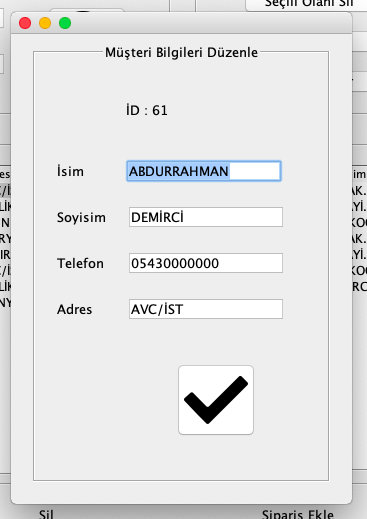 Seçili Olanı Sil
Müşteri Bilgileri Düzenle
İD : 61
İsim ABDURRAHMAN
Soyisim DEMİRCİ
Telefon 05430000000
Adres AVC/İST
Sil Sipariş Ekle